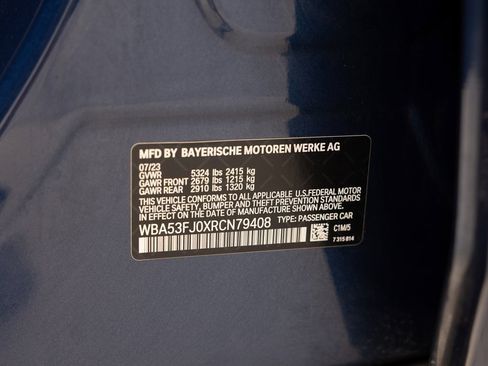 MFD BY BAYERISCHE MOTOREN WERKE AG
07/23
GVWR 5324 lbs 2415 kg
GAWR FRONT 2679 lbs 1215 kg
GAWR REAR 2910 lbs 1320 kg
THIS VEHICLE CONFORMS TO ALL APPLICABLE U.S.FEDERAL MOTOR
VEHICLE SAFETY, BUMPER, AND THEFT PREVENTION STANDARDS
IN EFFECT ON THE DATE OF MANUFACTURE SHOWN ABOVE.
WBA53FJ0XRCN79408 TYPE: PASSENGER CAR
C1M/5
7 315 814